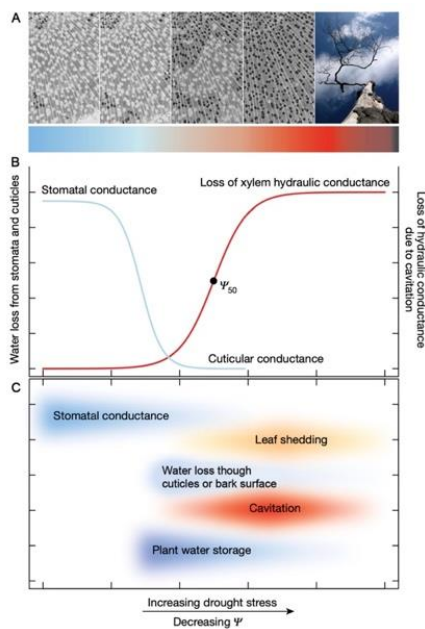 A
B
Stomatal conductance
Loss of xylem hydraulic conductance
Water loss from stomata and cuticles
Loss of hydraulic conductance
due to cavitation
Ψ50
Cuticular conductance
C
Stomatal conductance
Leaf shedding
Water loss though
cuticles or bark surface
Cavitation
Plant water storage
Increasing drought stress
Decreasing Ψ